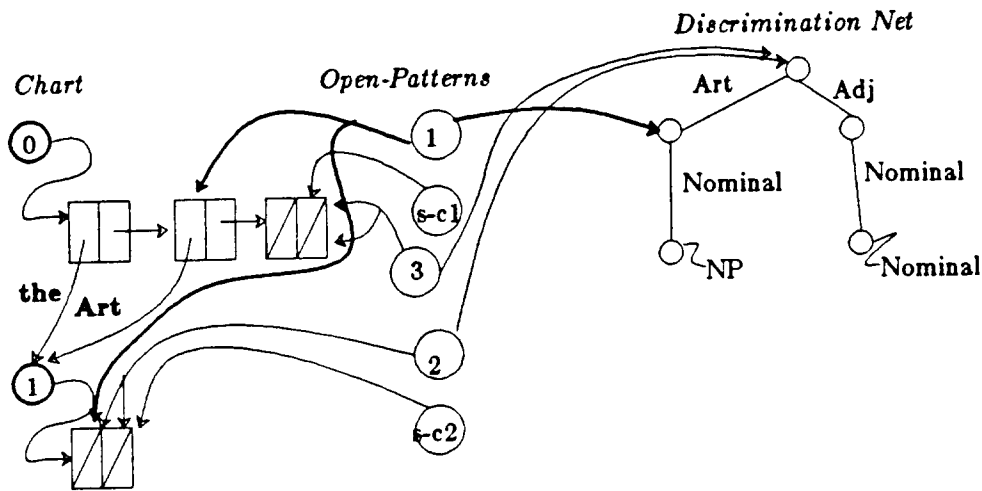 Discrimination Net
Chart
Open-Patterns
Art
Adj
0
1
Nominal
Nominal
s-c1
3
NP
Nominal
the
Art
2
1
s-c2